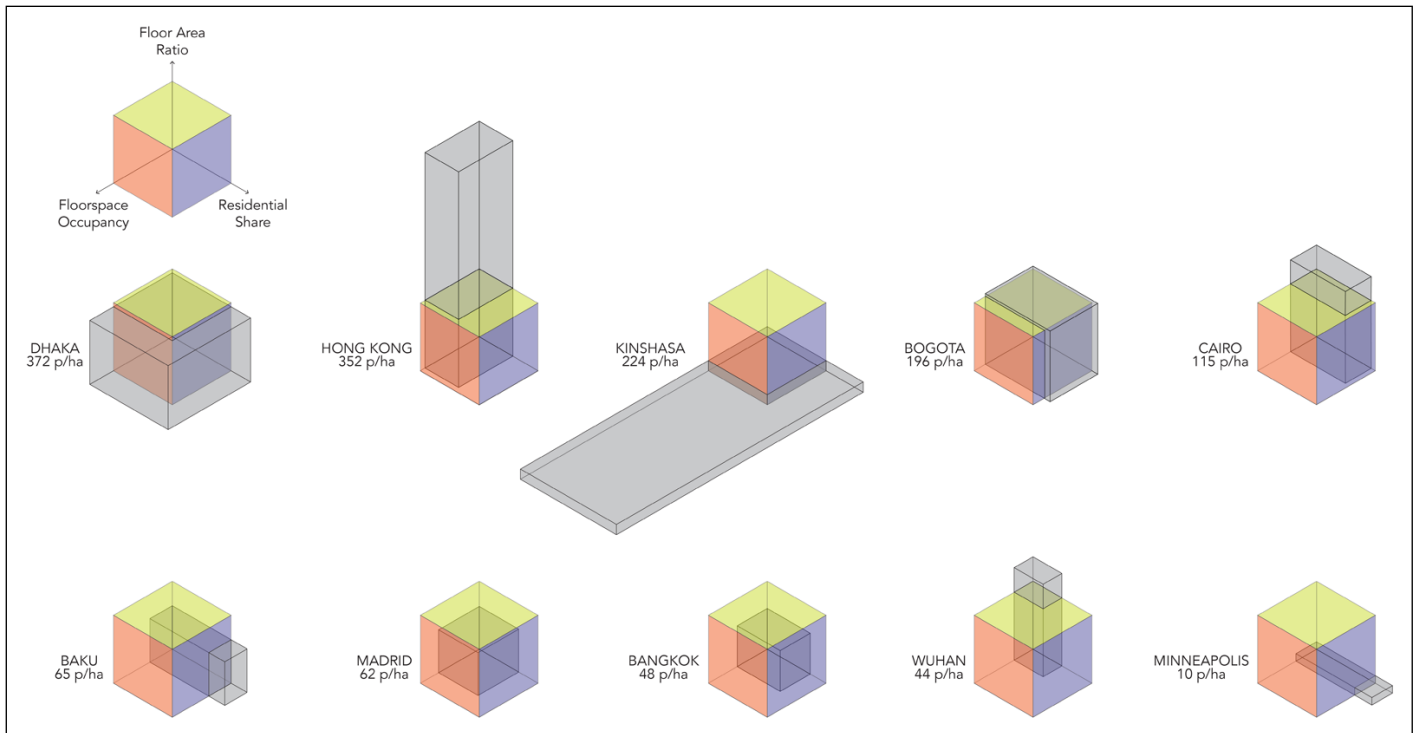 Floor Area
Ratio
Floorspace
Occupancy
Residential
Share
DHAKA
372 p/ha
HONG KONG
352 p/ha
KINSHASA
224 p/ha
BOGOTA
196 p/ha
CAIRO
115 p/ha
BAKU
65 p/ha
MADRID
62 p/ha
BANGKOK
48 p/ha
WUHAN
44 p/ha
MINNEAPOLIS
10 p/ha